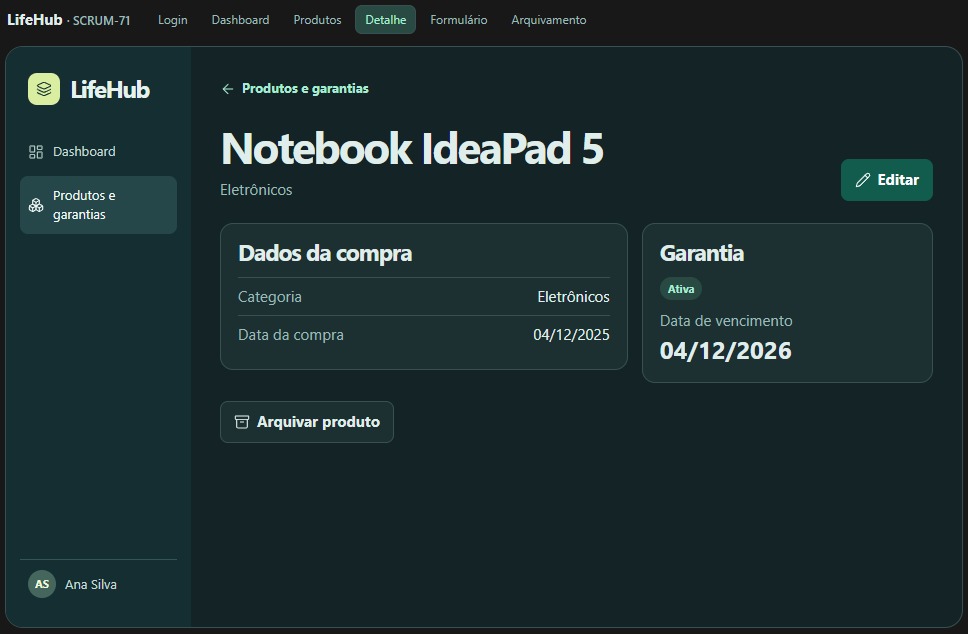 LifeHub · SCRUM-71 Login Dashboard Produtos Detalhe Formulário Arquivamento
LifeHub
Dashboard
Produtos e
garantias
AS Ana Silva
Produtos e garantias
Notebook IdeaPad 5
Eletrônicos
Editar
Dados da compra
Categoria Eletrônicos
Data da compra 04/12/2025
Garantia
Ativa
Data de vencimento
04/12/2026
Arquivar produto